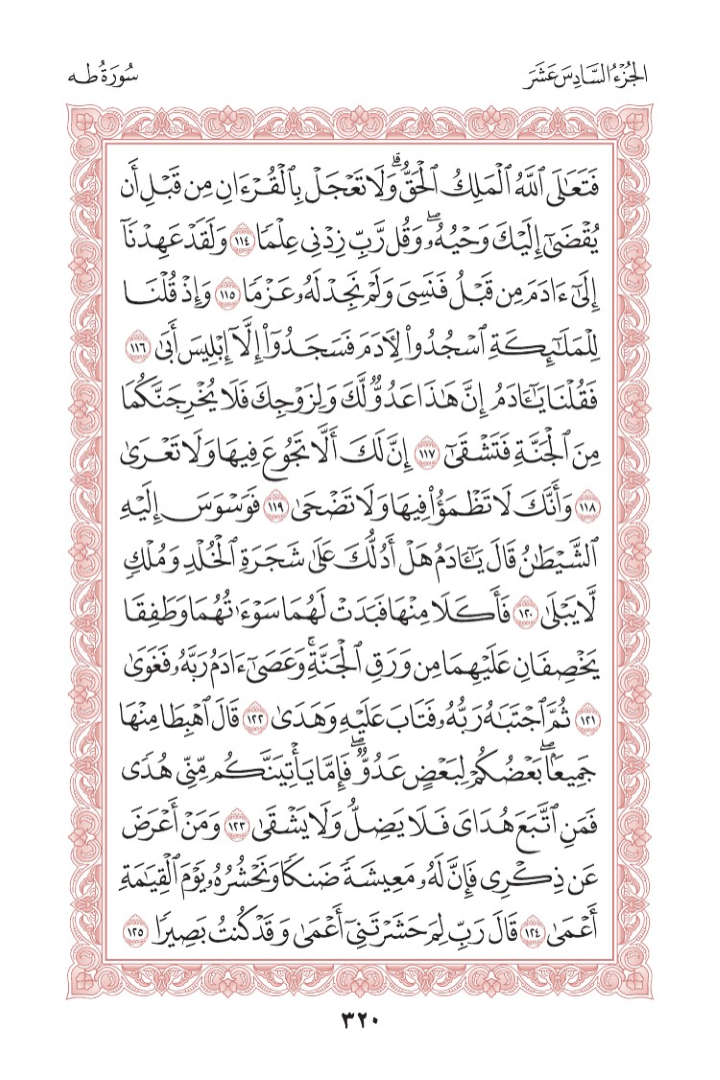 الجُزْءُ السَّادِسَ عَشَرَ
سُورَةُ طه
فَتَعَٰلَى ٱللَّهُ ٱلْمَلِكُ ٱلْحَقُّۗ وَلَا تَعْجَلْ بِٱلْقُرْءَانِ مِن قَبْلِ أَن
يُقْضَىٰٓ إِلَيْكَ وَحْيُهُۥۖ وَقُل رَّبِّ زِدْنِى عِلْمًا ١١٤ وَلَقَدْ عَهِدْنَآ
إِلَىٰٓ ءَادَمَ مِن قَبْلُ فَنَسِىَ وَلَمْ نَجِدْ لَهُۥ عَزْمًا ١١٥ وَإِذْ قُلْنَا
لِلْمَلَٰٓئِكَةِ ٱسْجُدُوا۟ لِءَادَمَ فَسَجَدُوٓا۟ إِلَّآ إِبْلِيسَ أَبَىٰ ١١٦
فَقُلْنَا يَٰٓـَٔادَمُ إِنَّ هَٰذَا عَدُوٌّ لَّكَ وَلِزَوْجِكَ فَلَا يُخْرِجَنَّكُمَا
مِنَ ٱلْجَنَّةِ فَتَشْقَىٰٓ ١١٧ إِنَّ لَكَ أَلَّا تَجُوعَ فِيهَا وَلَا تَعْرَىٰ
١١٨ وَأَنَّكَ لَا تَظْمَؤُا۟ فِيهَا وَلَا تَضْحَىٰ ١١٩ فَوَسْوَسَ إِلَيْهِ
ٱلشَّيْطَٰنُ قَالَ يَٰٓـَٔادَمُ هَلْ أَدُلُّكَ عَلَىٰ شَجَرَةِ ٱلْخُلْدِ وَمُلْكٍ
لَّا يَبْلَىٰ ١٢٠ فَأَكَلَا مِنْهَا فَبَدَتْ لَهُمَا سَوْءَٰتُهُمَا وَطَفِقَا
يَخْصِفَانِ عَلَيْهِمَا مِن وَرَقِ ٱلْجَنَّةِۚ وَعَصَىٰٓ ءَادَمُ رَبَّهُۥ فَغَوَىٰ
١٢١ ثُمَّ ٱجْتَبَٰهُ رَبُّهُۥ فَتَابَ عَلَيْهِ وَهَدَىٰ ١٢٢ قَالَ ٱهْبِطَا مِنْهَا
جَمِيعًۢاۖ بَعْضُكُمْ لِبَعْضٍ عَدُوٌّۖ فَإِمَّا يَأْتِيَنَّكُم مِّنِّى هُدًى
فَمَنِ ٱتَّبَعَ هُدَاىَ فَلَا يَضِلُّ وَلَا يَشْقَىٰ ١٢٣ وَمَنْ أَعْرَضَ
عَن ذِكْرِى فَإِنَّ لَهُۥ مَعِيشَةً ضَنكًا وَنَحْشُرُهُۥ يَوْمَ ٱلْقِيَٰمَةِ
أَعْمَىٰ ١٢٤ قَالَ رَبِّ لِمَ حَشَرْتَنِىٓ أَعْمَىٰ وَقَدْ كُنتُ بَصِيرًا ١٢٥
٣٢٠